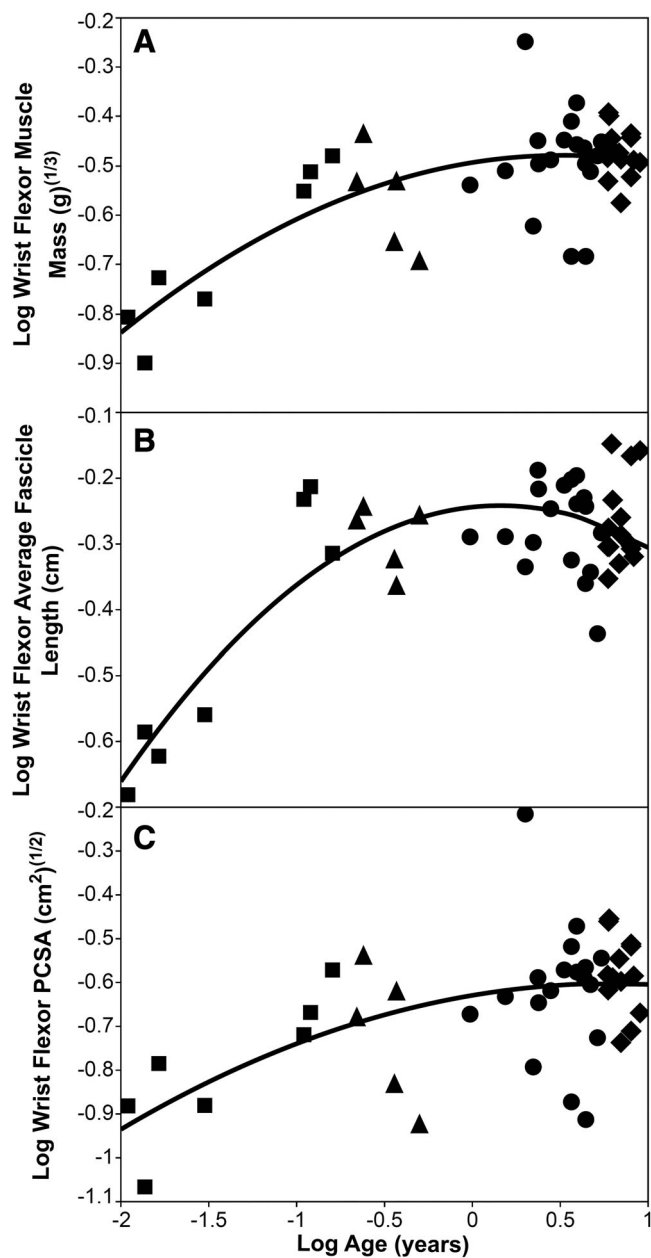 A
Log Wrist Flexor Muscle
Mass (g)(1/3)
-0.2
-0.3
-0.4
-0.5
-0.6
-0.7
-0.8
-0.9
B
Log Wrist Flexor Average Fascicle
Length (cm)
-0.1
-0.2
-0.3
-0.4
-0.5
-0.6
C
Log Wrist Flexor PCSA (cm²)(1/2)
-0.2
-0.3
-0.4
-0.5
-0.6
-0.7
-0.8
-0.9
-1
-1.1
-2 -1.5 -1 -0.5 0 0.5 1
Log Age (years)